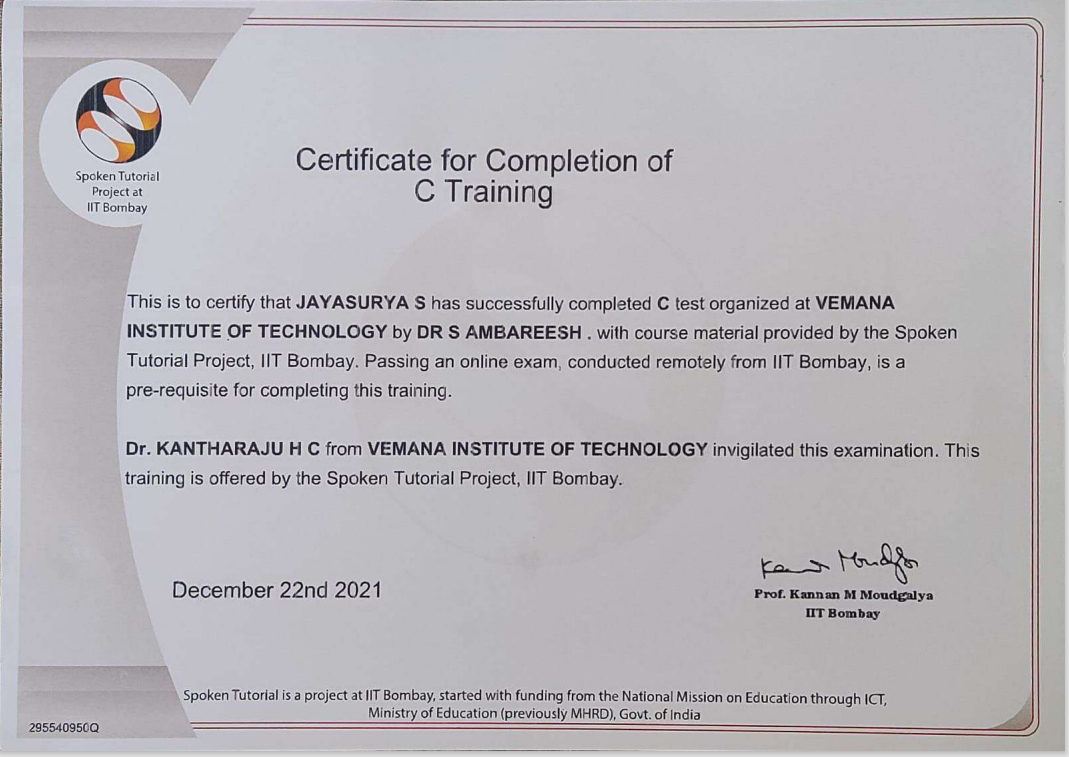 Spoken Tutorial
Project at
IIT Bombay
Certificate for Completion of
C Training
This is to certify that JAYASURYA S has successfully completed C test organized at VEMANA
INSTITUTE OF TECHNOLOGY by DR S AMBAREESH . with course material provided by the Spoken
Tutorial Project, IIT Bombay. Passing an online exam, conducted remotely from IIT Bombay, is a
pre-requisite for completing this training.
Dr. KANTHARAJU H C from VEMANA INSTITUTE OF TECHNOLOGY invigilated this examination. This
training is offered by the Spoken Tutorial Project, IIT Bombay.
December 22nd 2021
Kannan Moudgalya
Prof. Kannan M Moudgalya
IIT Bombay
Spoken Tutorial is a project at IIT Bombay, started with funding from the National Mission on Education through ICT,
Ministry of Education (previously MHRD), Govt. of India
295540950Q